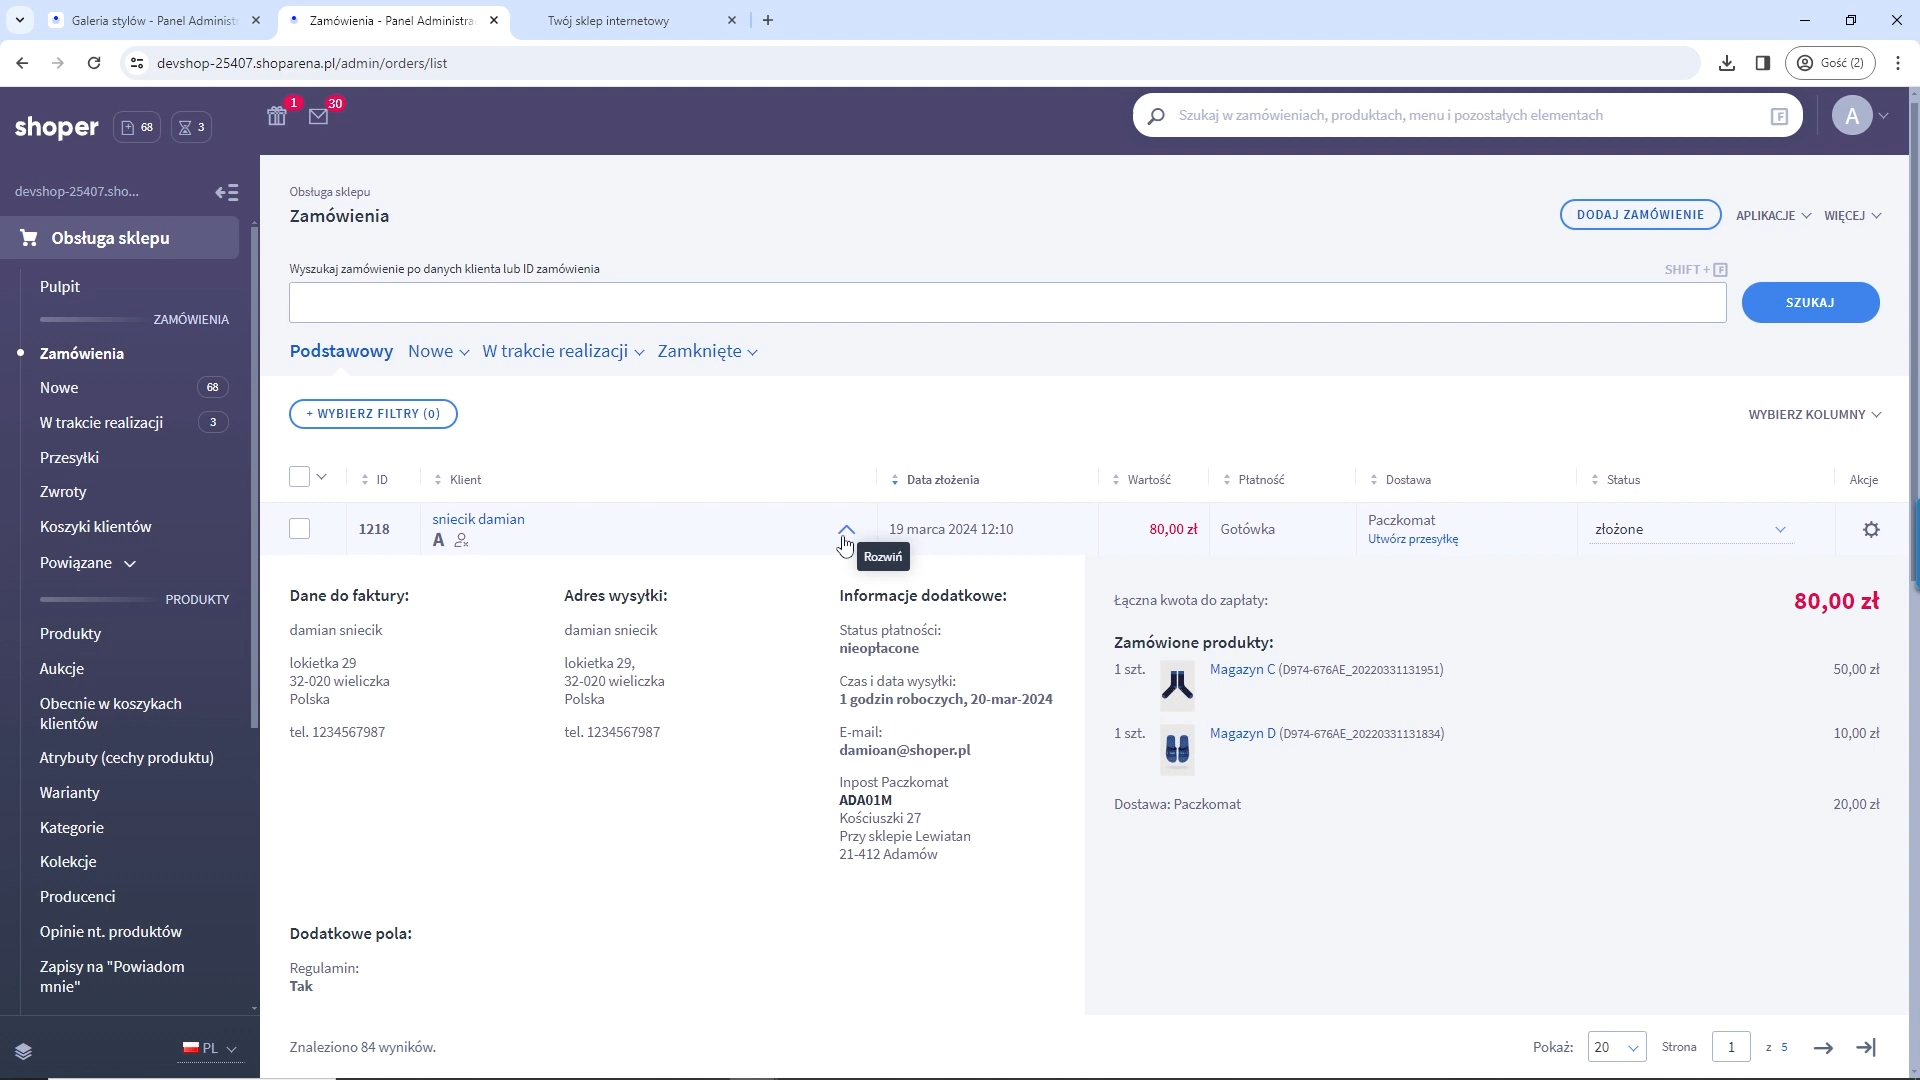 Galeria stylów - Panel Administr
Zamówienia - Panel Administra
Twój sklep internetowy
devshop-25407.shoparena.pl/admin/orders/list
Gość (2)
shoper
68
3
1
30
Szukaj w zamówieniach, produktach, menu i pozostałych elementach
F
A
devshop-25407.sho...
Obsługa sklepu
Pulpit
ZAMÓWIENIA
Zamówienia
Nowe
68
W trakcie realizacji
3
Przesyłki
Zwroty
Koszyki klientów
Powiązane
PRODUKTY
Produkty
Aukcje
Obecnie w koszykach
klientów
Atrybuty (cechy produktu)
Warianty
Kategorie
Kolekcje
Producenci
Opinie nt. produktów
Zapisy na "Powiadom
mnie"
PL
Obsługa sklepu
Zamówienia
DODAJ ZAMÓWIENIE
APLIKACJE
WIĘCEJ
Wyszukaj zamówienie po danych klienta lub ID zamówienia
SHIFT + F
SZUKAJ
Podstawowy
Nowe
W trakcie realizacji
Zamknięte
+ WYBIERZ FILTRY (0)
WYBIERZ KOLUMNY
ID
Klient
Data złożenia
Wartość
Płatność
Dostawa
Status
Akcje
1218
sniecik damian
A
19 marca 2024 12:10
80,00 zł
Gotówka
Paczkomat
Utwórz przesyłkę
złożone
Rozwiń
Dane do faktury:
damian sniecik
lokietka 29
32-020 wieliczka
Polska
tel. 1234567987
Adres wysyłki:
damian sniecik
lokietka 29,
32-020 wieliczka
Polska
tel. 1234567987
Informacje dodatkowe:
Status płatności:
nieopłacone
Czas i data wysyłki:
1 godzin roboczych, 20-mar-2024
E-mail:
damioan@shoper.pl
Inpost Paczkomat
ADA01M
Kościuszki 27
Przy sklepie Lewiatan
21-412 Adamów
Dodatkowe pola:
Regulamin:
Tak
Łączna kwota do zapłaty:
80,00 zł
Zamówione produkty:
1 szt.
Magazyn C (D974-676AE_20220331131951)
50,00 zł
1 szt.
Magazyn D (D974-676AE_20220331131834)
10,00 zł
Dostawa: Paczkomat
20,00 zł
Znaleziono 84 wyników.
Pokaż:
20
Strona
1
z 5